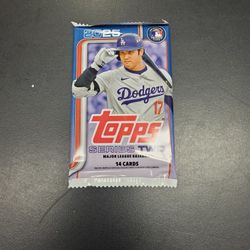 2025
Dodgers
17
TOPPS
SERIES TWO
MAJOR LEAGUE BASEBALL
14 CARDS